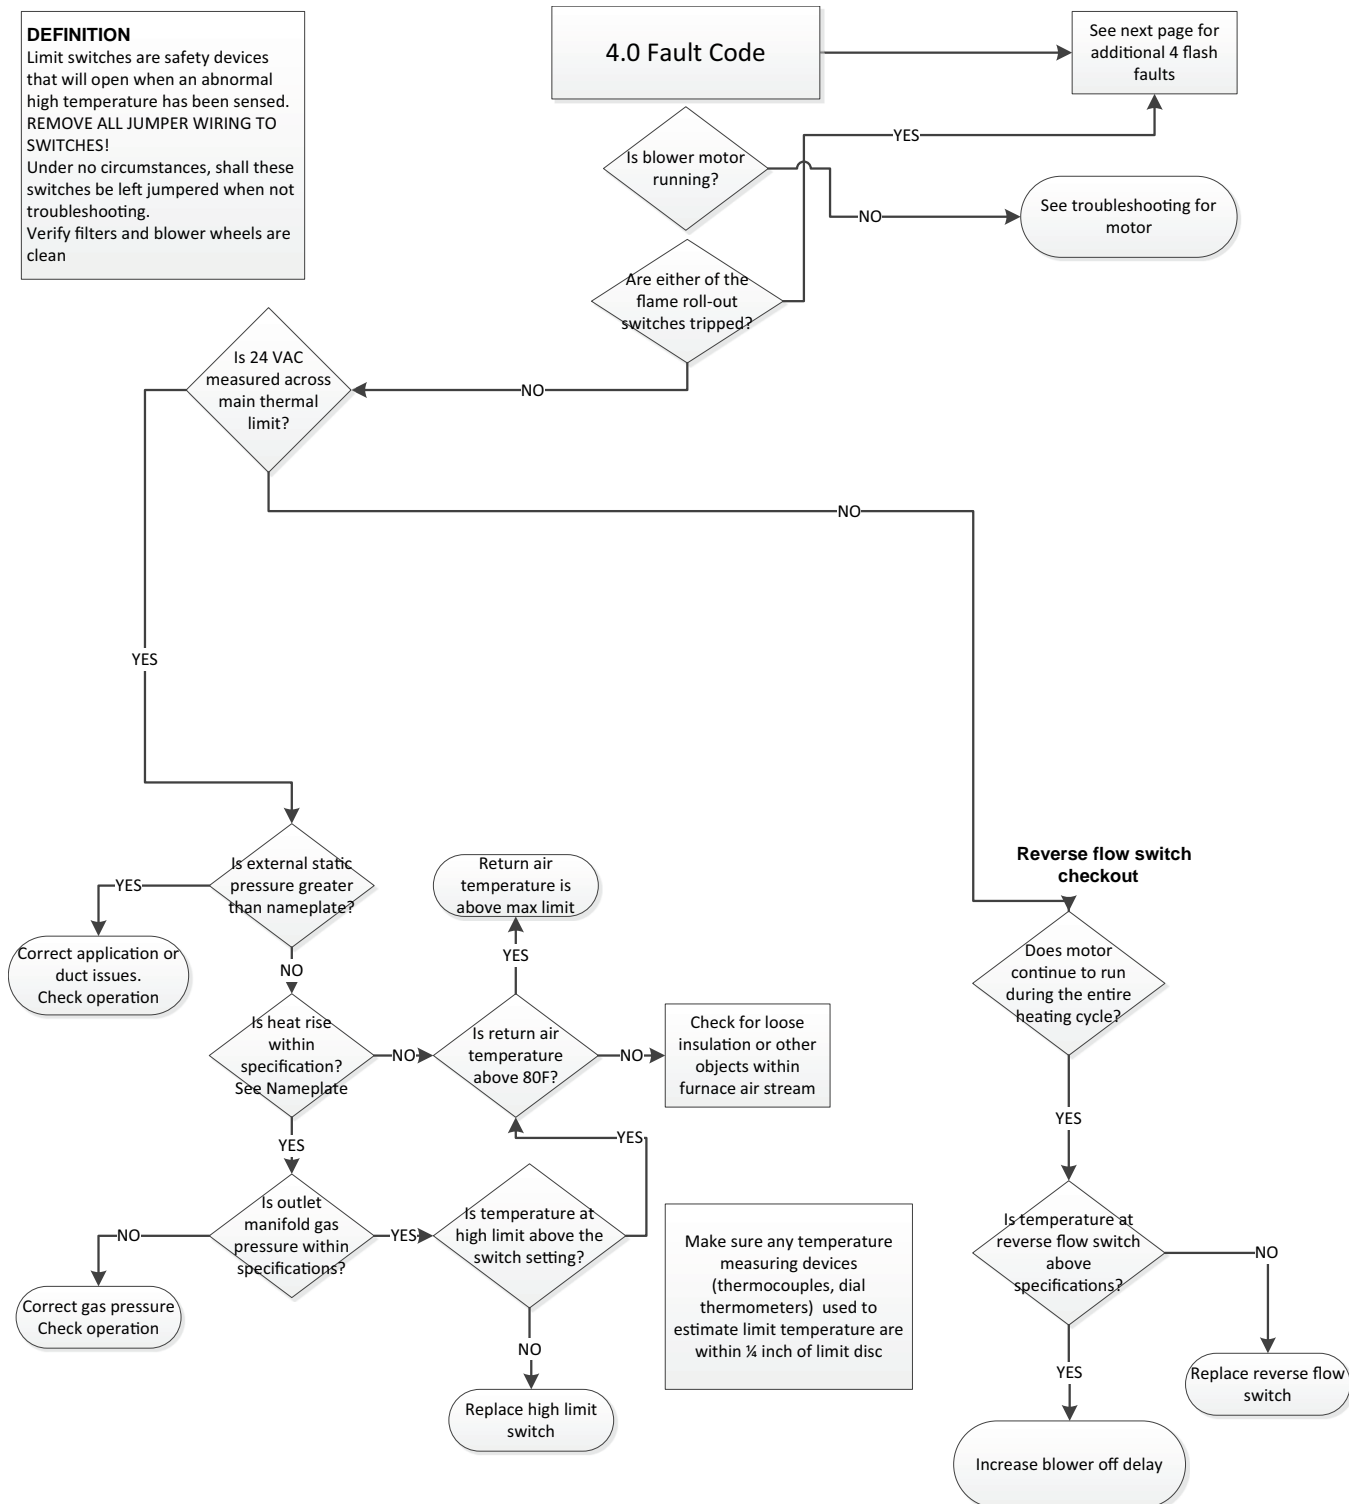 DEFINITION
Limit switches are safety devices
that will open when an abnormal
high temperature has been sensed.
REMOVE ALL JUMPER WIRING TO
SWITCHES!
Under no circumstances, shall these
switches be left jumpered when not
troubleshooting.
Verify filters and blower wheels are
clean
4.0 Fault Code
See next page for
additional 4 flash
faults
YES
Is blower motor
running?
NO
See troubleshooting for
motor
Are either of the
flame roll-out
switches tripped?
NO
Is 24 VAC
measured across
main thermal
limit?
NO
YES
Is external static
pressure greater
than nameplate?
YES
Correct application or
duct issues.
Check operation
NO
Return air
temperature is
above max limit
YES
Is heat rise
within
specification?
See Nameplate
NO
Is return air
temperature
above 80F?
NO
Check for loose
insulation or other
objects within
furnace air stream
YES
YES
Is outlet
manifold gas
pressure within
specifications?
NO
Correct gas pressure
Check operation
YES
Is temperature at
high limit above the
switch setting?
NO
Replace high limit
switch
Make sure any temperature
measuring devices
(thermocouples, dial
thermometers) used to
estimate limit temperature are
within ¼ inch of limit disc
Reverse flow switch
checkout
Does motor
continue to run
during the entire
heating cycle?
YES
Is temperature at
reverse flow switch
above
specifications?
NO
Replace reverse flow
switch
YES
Increase blower off delay